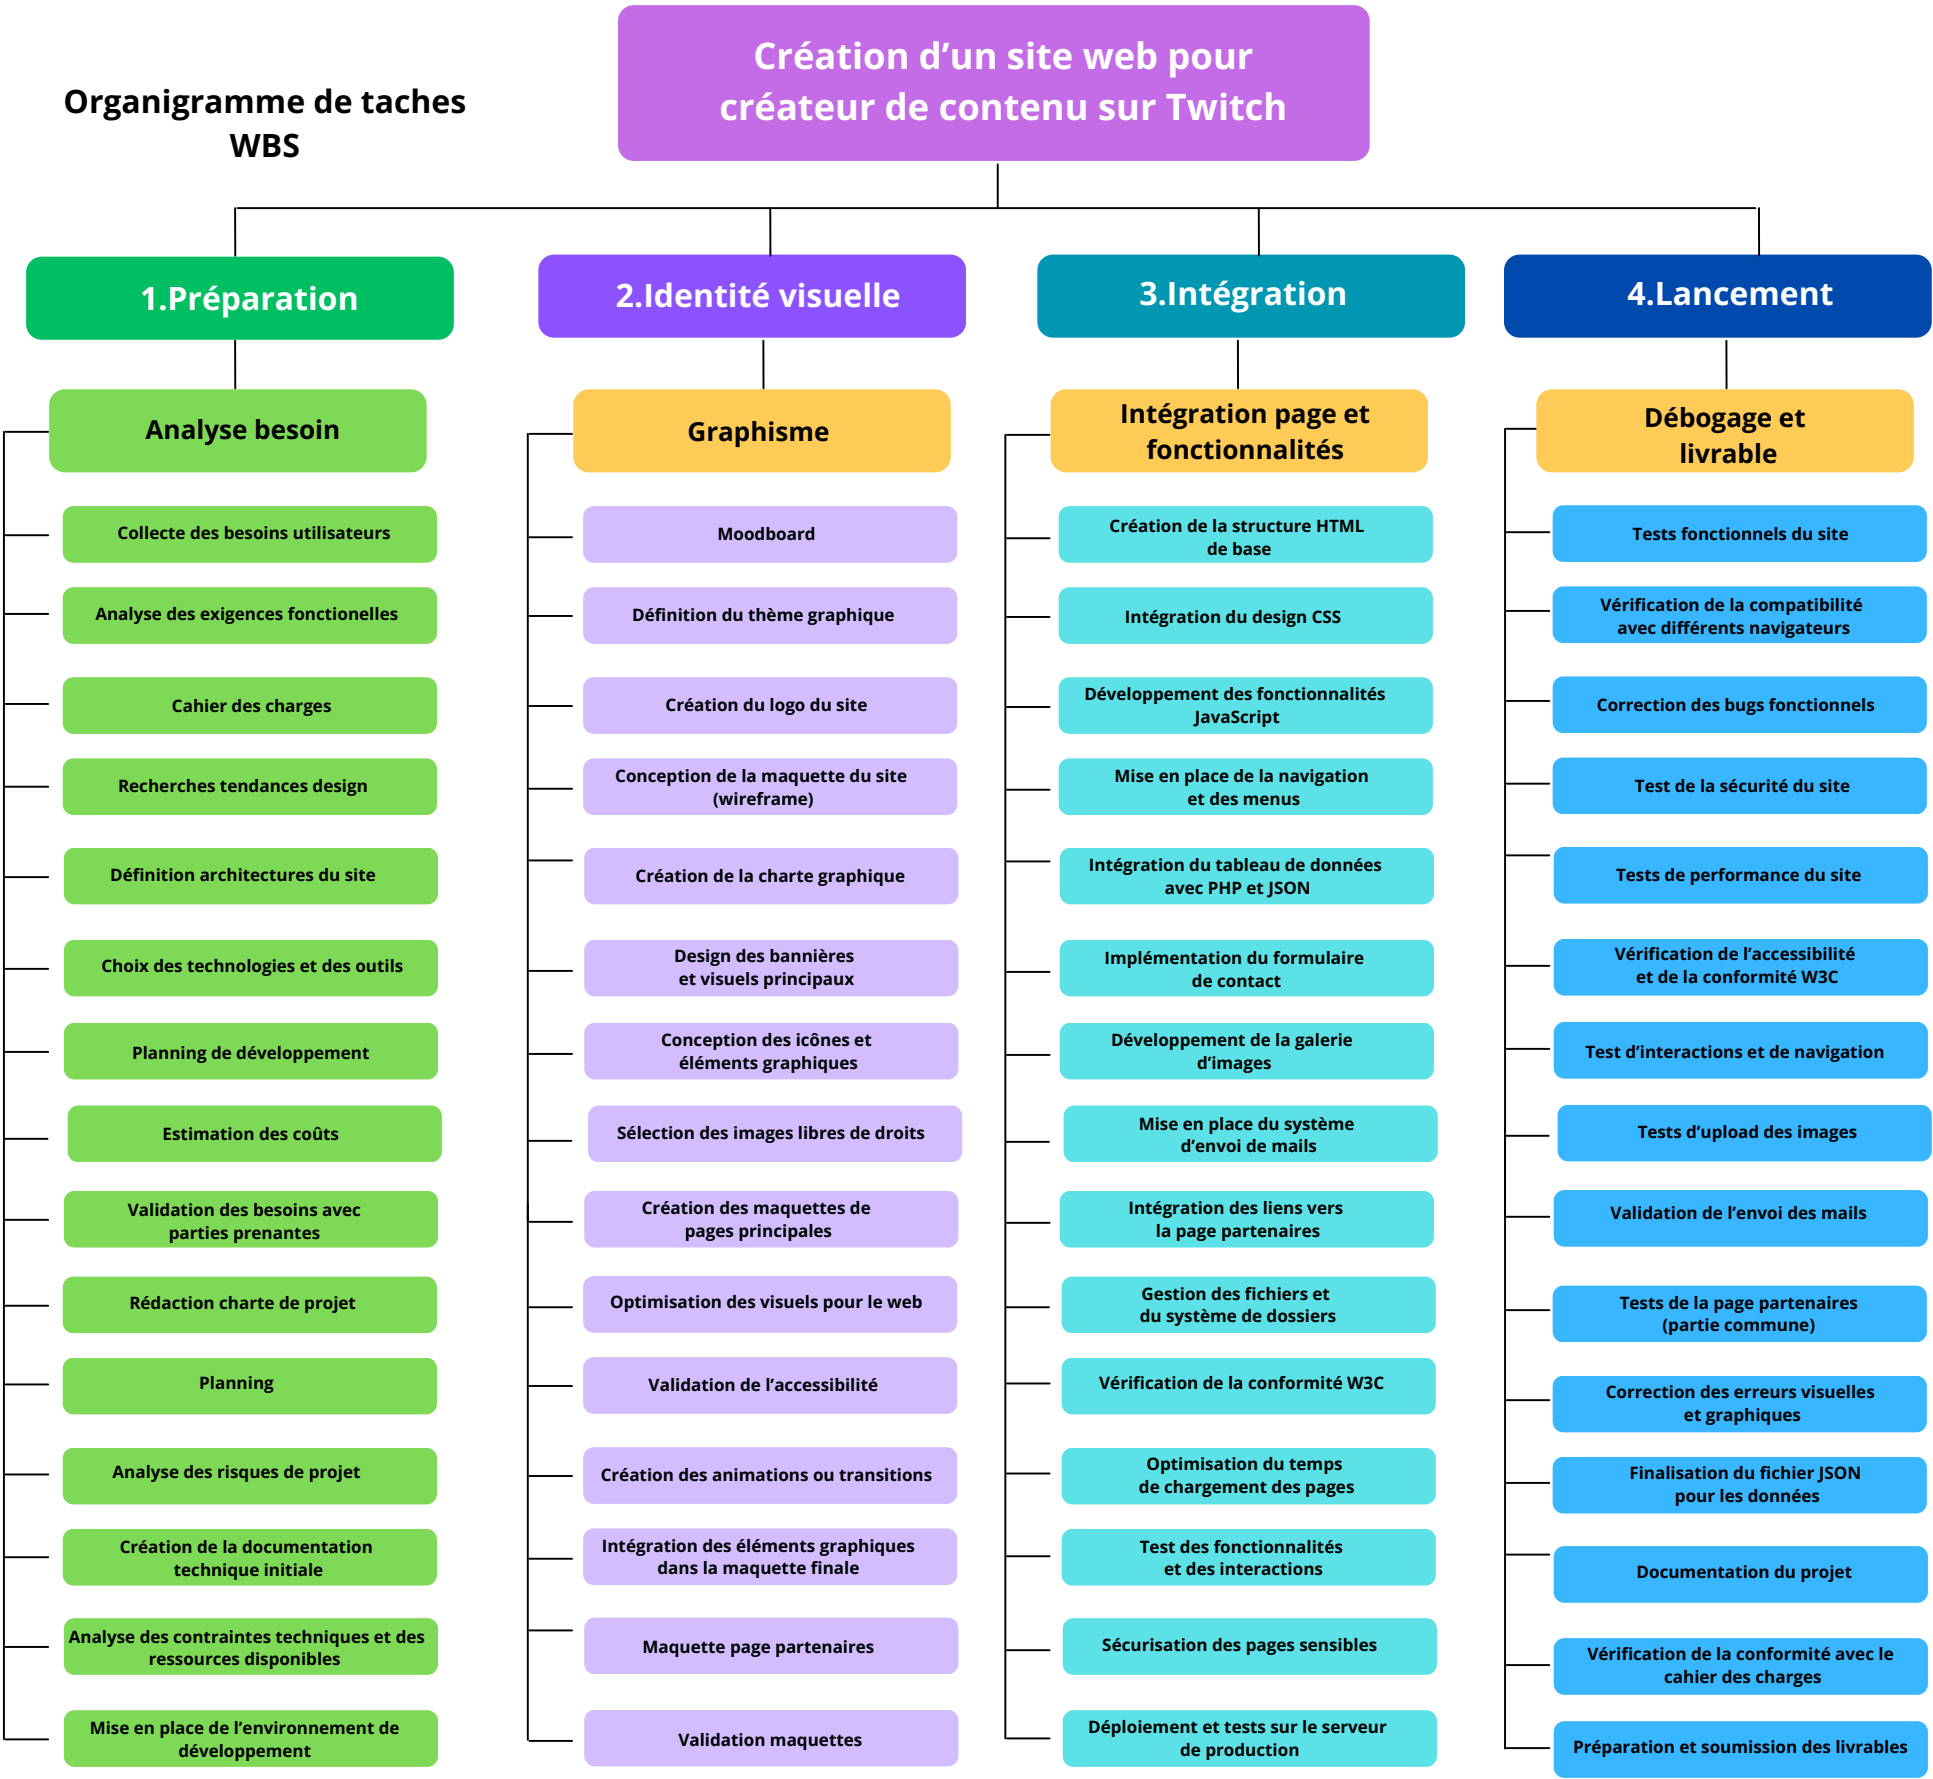 Création d’un site web pour
créateur de contenu sur Twitch
Organigramme de taches
WBS
1.Préparation
Analyse besoin
Collecte des besoins utilisateurs
Analyse des exigences fonctionelles
Cahier des charges
Recherches tendances design
Définition architectures du site
Choix des technologies et des outils
Planning de développement
Estimation des coûts
Validation des besoins avec
parties prenantes
Rédaction charte de projet
Planning
Analyse des risques de projet
Création de la documentation
technique initiale
Analyse des contraintes techniques et des
ressources disponibles
Mise en place de l’environnement de
développement
2.Identité visuelle
Graphisme
Moodboard
Définition du thème graphique
Création du logo du site
Conception de la maquette du site
(wireframe)
Création de la charte graphique
Design des bannières
et visuels principaux
Conception des icônes et
éléments graphiques
Sélection des images libres de droits
Création des maquettes de
pages principales
Optimisation des visuels pour le web
Validation de l’accessibilité
Création des animations ou transitions
Intégration des éléments graphiques
dans la maquette finale
Maquette page partenaires
Validation maquettes
3.Intégration
Intégration page et
fonctionnalités
Création de la structure HTML
de base
Intégration du design CSS
Développement des fonctionnalités
JavaScript
Mise en place de la navigation
et des menus
Intégration du tableau de données
avec PHP et JSON
Implémentation du formulaire
de contact
Développement de la galerie
d’images
Mise en place du système
d’envoi de mails
Intégration des liens vers
la page partenaires
Gestion des fichiers et
du système de dossiers
Vérification de la conformité W3C
Optimisation du temps
de chargement des pages
Test des fonctionnalités
et des interactions
Sécurisation des pages sensibles
Déploiement et tests sur le serveur
de production
4.Lancement
Débogage et
livrable
Tests fonctionnels du site
Vérification de la compatibilité
avec différents navigateurs
Correction des bugs fonctionnels
Test de la sécurité du site
Tests de performance du site
Vérification de l’accessibilité
et de la conformité W3C
Test d’interactions et de navigation
Tests d’upload des images
Validation de l’envoi des mails
Tests de la page partenaires
(partie commune)
Correction des erreurs visuelles
et graphiques
Finalisation du fichier JSON
pour les données
Documentation du projet
Vérification de la conformité avec le
cahier des charges
Préparation et soumission des livrables